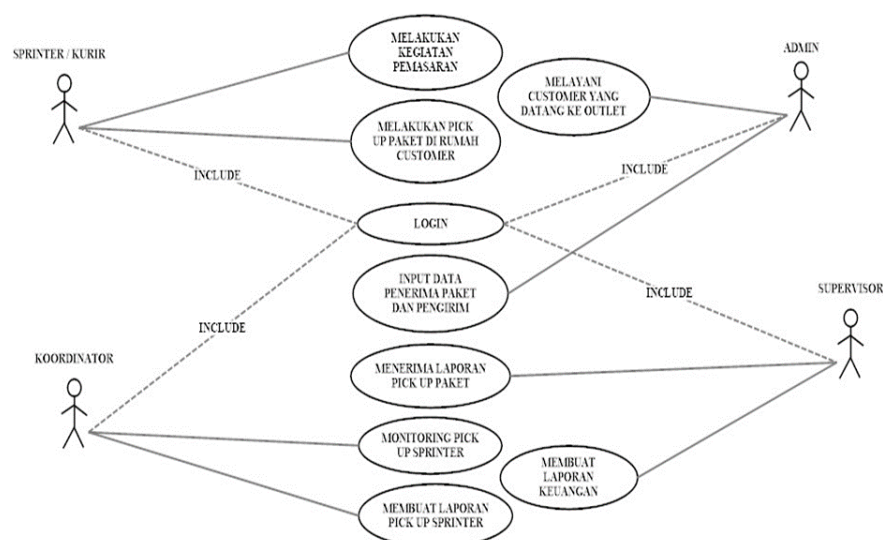 SPRINTER / KURIR
MELAKUKAN
KEGIATAN
PEMASARAN
ADMIN
MELAYANI
CUSTOMER YANG
DATANG KE OUTLET
MELAKUKAN PICK
UP PAKET DI RUMAH
CUSTOMER
INCLUDE
INCLUDE
LOGIN
INPUT DATA
PENERIMA PAKET
DAN PENGIRIM
INCLUDE
SUPERVISOR
INCLUDE
KOORDINATOR
MENERIMA LAPORAN
PICK UP PAKET
MONITORING PICK
UP SPRINTER
MEMBUAT
LAPORAN
KEUANGAN
MEMBUAT LAPORAN
PICK UP SPRINTER